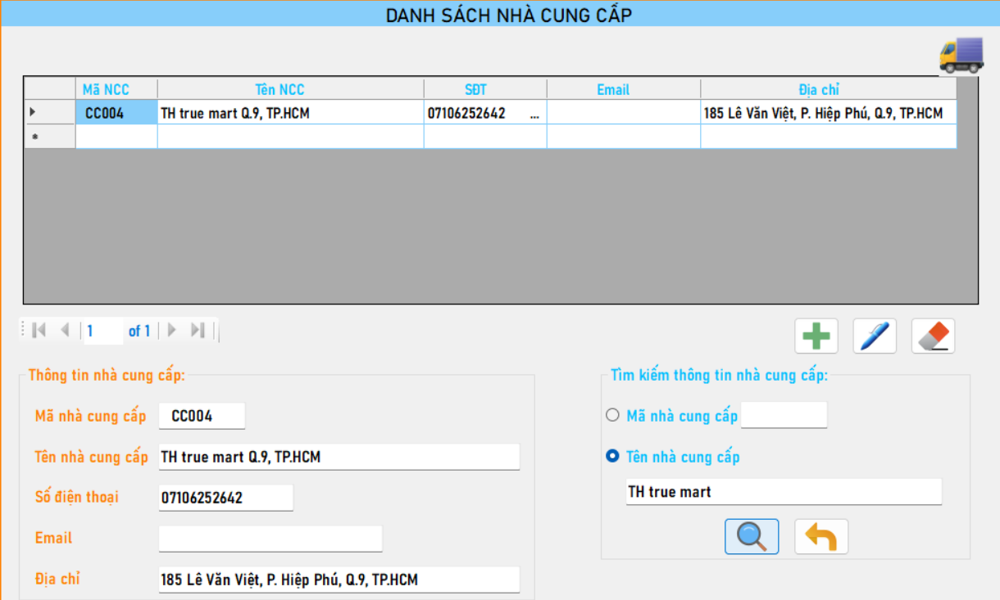 DANH SÁCH NHÀ CUNG CẤP
Mã NCC Tên NCC SĐT Email Địa chỉ
CC004 TH true mart Q.9, TP.HCM 07106252642 ... 185 Lê Văn Việt, P. Hiệp Phú, Q.9, TP.HCM
1 of 1
Thông tin nhà cung cấp:
Mã nhà cung cấp CC004
Tên nhà cung cấp TH true mart Q.9, TP.HCM
Số điện thoại 07106252642
Email
Địa chỉ 185 Lê Văn Việt, P. Hiệp Phú, Q.9, TP.HCM
Tìm kiếm thông tin nhà cung cấp:
Mã nhà cung cấp
Tên nhà cung cấp
TH true mart